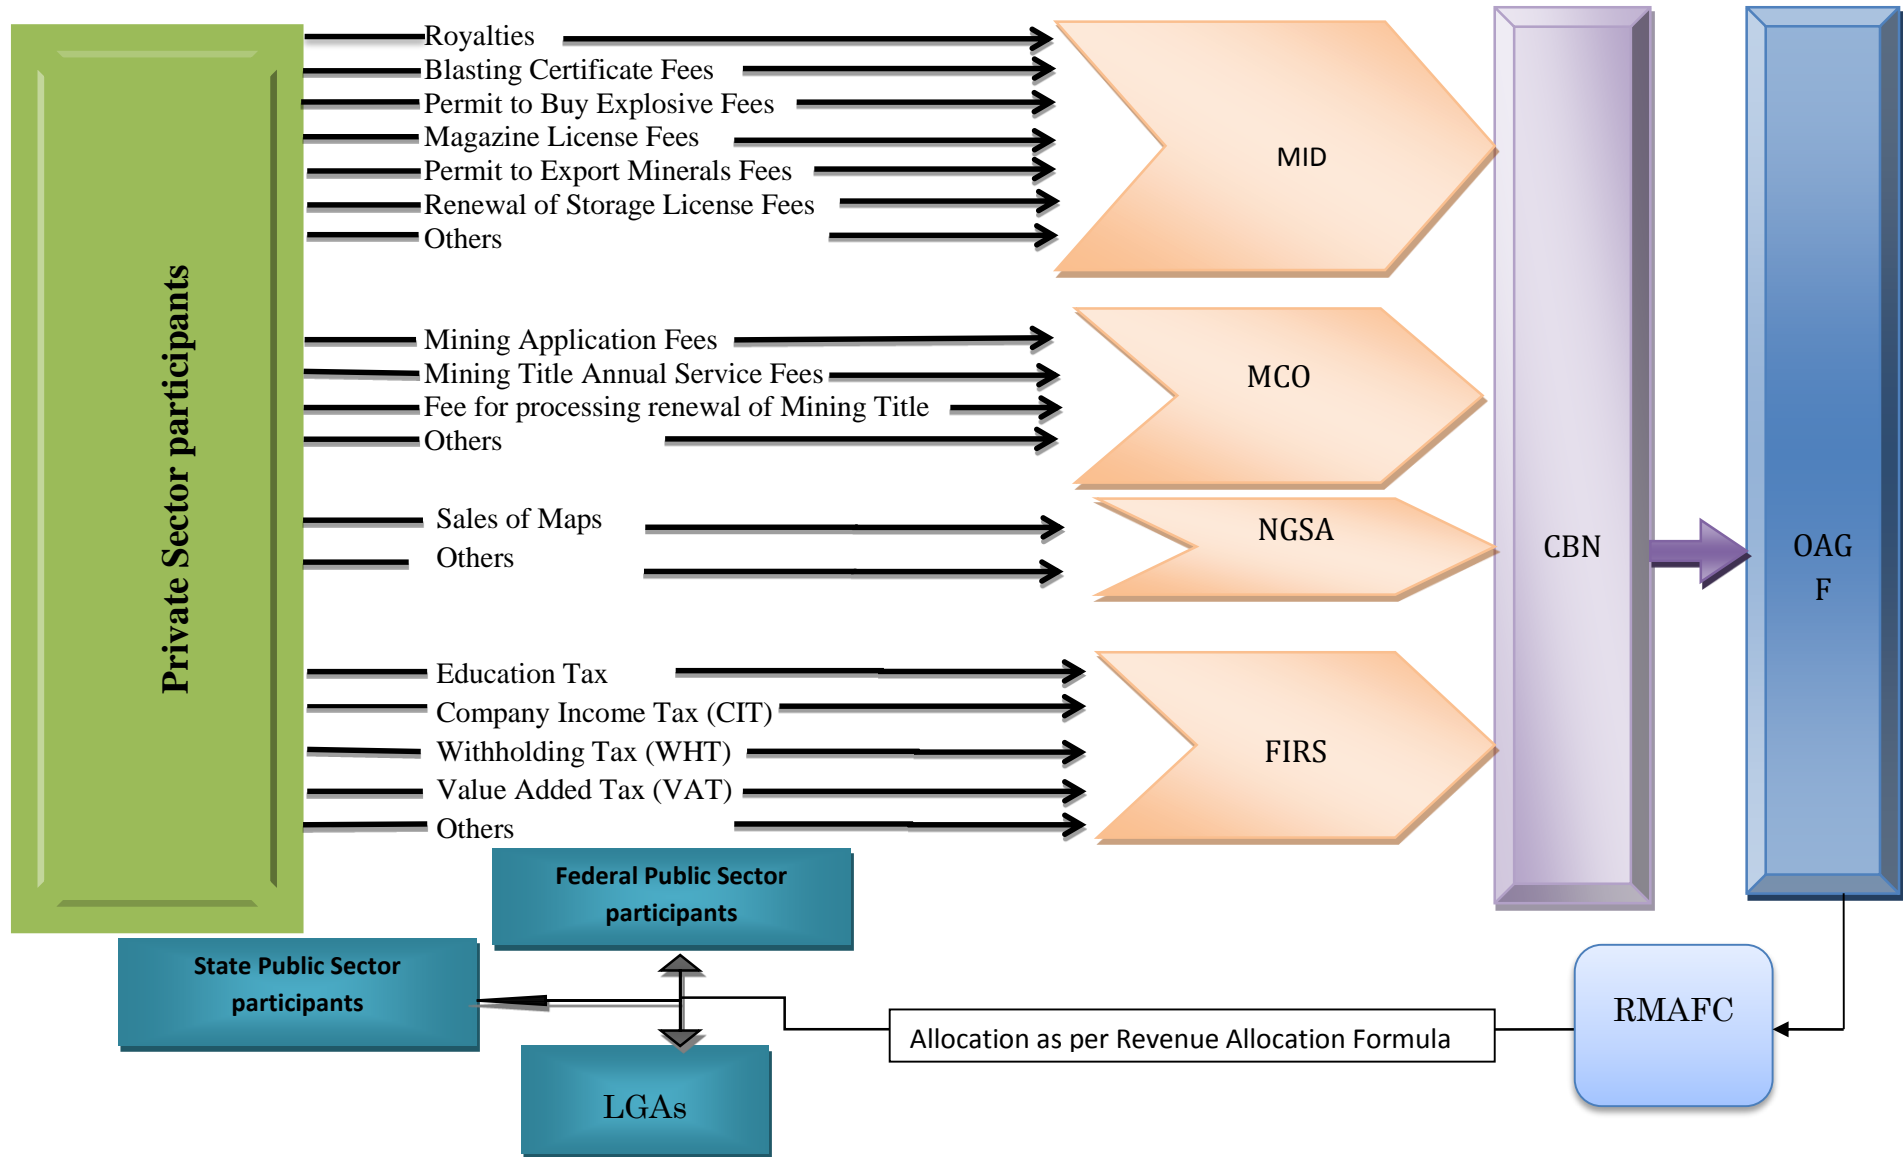 Private Sector participants
Royalties
Blasting Certificate Fees
Permit to Buy Explosive Fees
Magazine License Fees
Permit to Export Minerals Fees
Renewal of Storage License Fees
Others
MID
Mining Application Fees
Mining Title Annual Service Fees
Fee for processing renewal of Mining Title
Others
MCO
Sales of Maps
Others
NGSA
Education Tax
Company Income Tax (CIT)
Withholding Tax (WHT)
Value Added Tax (VAT)
Others
FIRS
CBN
OAG
F
RMAFC
Allocation as per Revenue Allocation Formula
Federal Public Sector
participants
State Public Sector
participants
LGAs